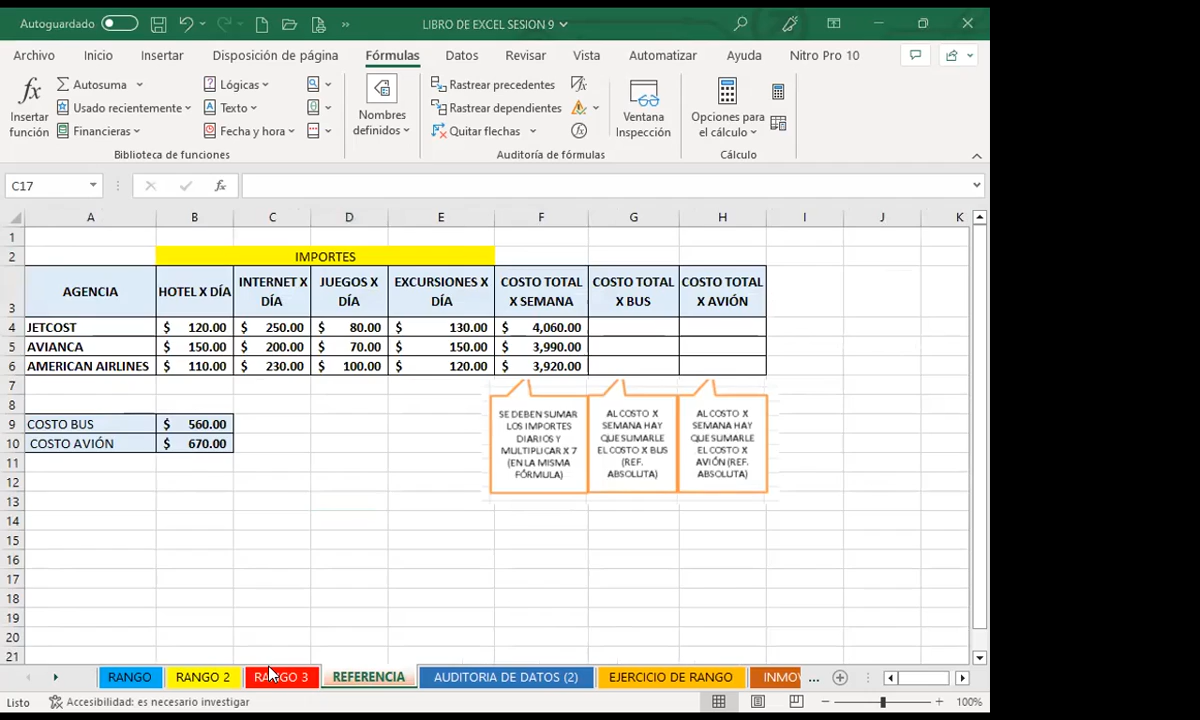 Autoguardado
LIBRO DE EXCEL SESION 9
Archivo Inicio Insertar Disposición de página Fórmulas Datos Revisar Vista Automatizar Ayuda Nitro Pro 10
fx
Insertar
función
Autosuma
Usado recientemente
Financieras
Lógicas
Texto
Fecha y hora
Biblioteca de funciones
Nombres
definidos
Rastrear precedentes
Rastrear dependientes
Quitar flechas
Auditoría de fórmulas
Ventana
Inspección
Opciones para
el cálculo
Cálculo
C17 fx
A B C D E F G H I J K
1
2 IMPORTES
3 AGENCIA
HOTEL X DÍA
INTERNET X
DÍA
JUEGOS X
DÍA
EXCURSIONES X
DÍA
COSTO TOTAL
X SEMANA
COSTO TOTAL
X BUS
COSTO TOTAL
X AVIÓN
4 JETCOST $ 120.00 $ 250.00 $ 80.00 $ 130.00 $ 4,060.00
5 AVIANCA $ 150.00 $ 200.00 $ 70.00 $ 150.00 $ 3,990.00
6 AMERICAN AIRLINES $ 110.00 $ 230.00 $ 100.00 $ 120.00 $ 3,920.00
7
8
9 COSTO BUS $ 560.00
10 COSTO AVIÓN $ 670.00
11
12
13
14
15
16
17
18
19
20
21
SE DEBEN SUMAR
LOS IMPORTES
DIARIOS Y
MULTIPLICAR X 7
(EN LA MISMA
FÓRMULA)
AL COSTO X
SEMANA HAY
QUE SUMARLE
EL COSTO X BUS
(REF.
ABSOLUTA)
AL COSTO X
SEMANA HAY
QUE SUMARLE
EL COSTO X
AVIÓN (REF.
ABSOLUTA)
RANGO RANGO 2 RANGO 3 REFERENCIA AUDITORIA DE DATOS (2) EJERCICIO DE RANGO ...
Listo Accesibilidad: es necesario investigar 100%